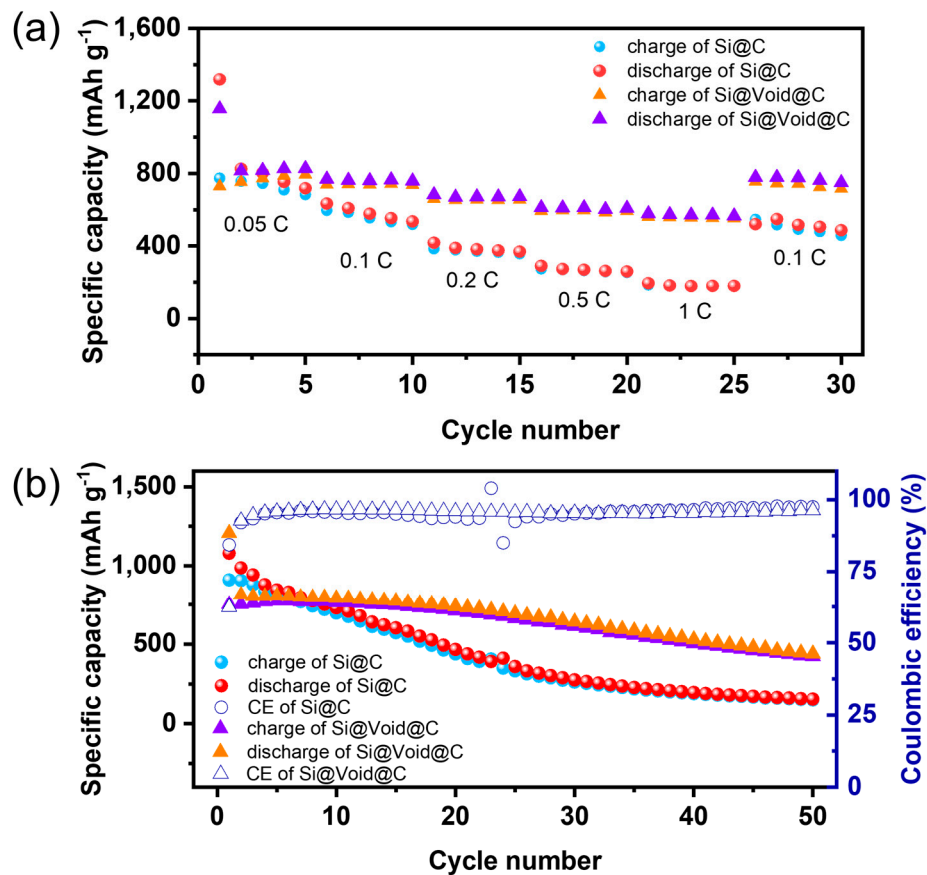 (a)
Specific capacity (mAh g⁻¹)
1,600
1,200
800
400
0
charge of Si@C
discharge of Si@C
charge of Si@Void@C
discharge of Si@Void@C
0.05 C
0.1 C
0.2 C
0.5 C
1 C
0.1 C
0 5 10 15 20 25 30
Cycle number
(b)
Specific capacity (mAh g⁻¹)
1,500
1,000
500
0
charge of Si@C
discharge of Si@C
CE of Si@C
charge of Si@Void@C
discharge of Si@Void@C
CE of Si@Void@C
100
75
50
25
0
Coulombic efficiency (%)
0 10 20 30 40 50
Cycle number